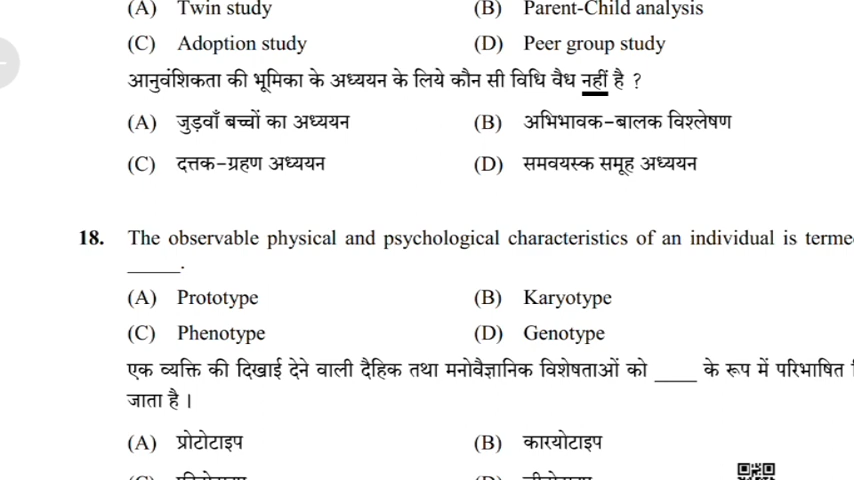 (A) Twin study (B) Parent-Child analysis
(C) Adoption study (D) Peer group study
आनुवंशिकता की भूमिका के अध्ययन के लिये कौन सी विधि वैध नहीं है ?
(A) जुड़वाँ बच्चों का अध्ययन (B) अभिभावक-बालक विश्लेषण
(C) दत्तक-ग्रहण अध्ययन (D) समवयस्क समूह अध्ययन
18. The observable physical and psychological characteristics of an individual is terme
_____.
(A) Prototype (B) Karyotype
(C) Phenotype (D) Genotype
एक व्यक्ति की दिखाई देने वाली दैहिक तथा मनोवैज्ञानिक विशेषताओं को ____ के रूप में परिभाषित
जाता है ।
(A) प्रोटोटाइप (B) कारयोटाइप